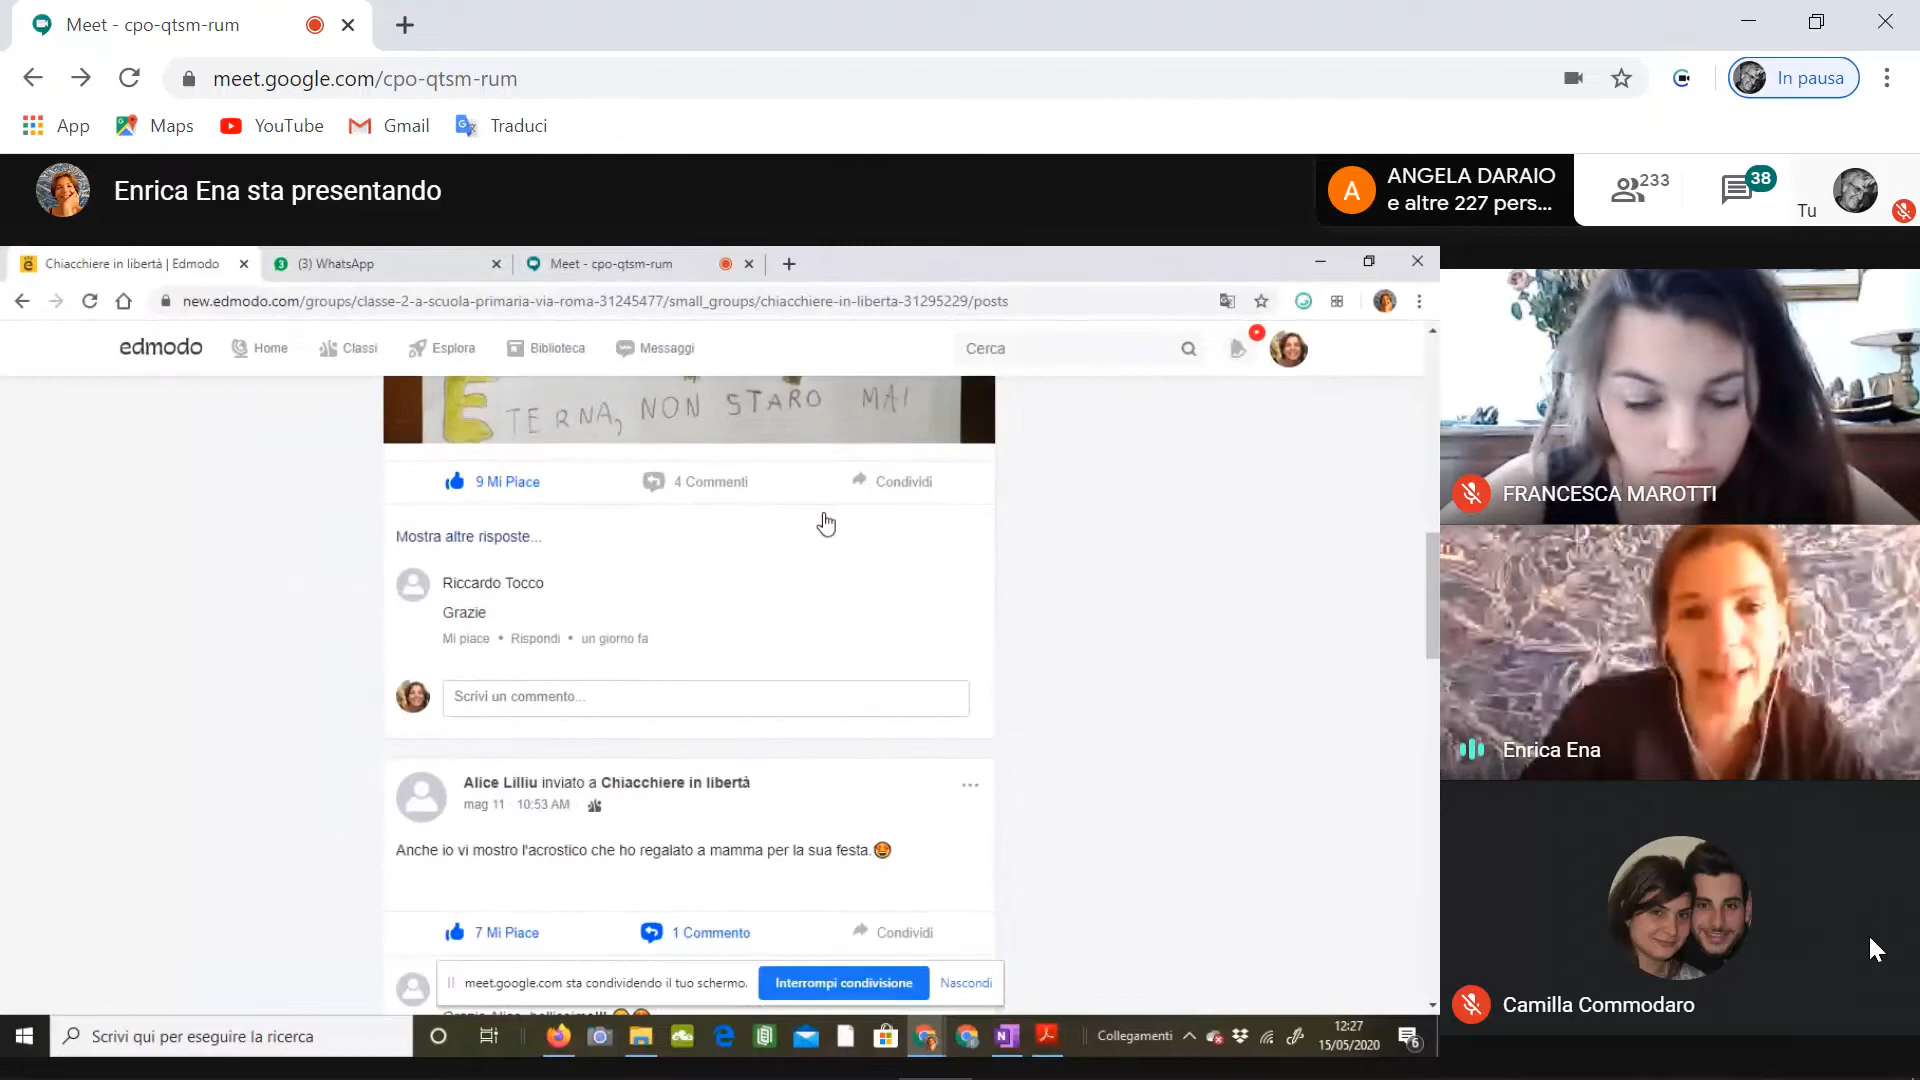 Meet - cpo-qtsm-rum
meet.google.com/cpo-qtsm-rum
In pausa
App
Maps
YouTube
Gmail
Traduci
Enrica Ena sta presentando
A
ANGELA DARAIO
e altre 227 pers...
233
38
Tu
Chiacchiere in libertà | Edmodo
(3) WhatsApp
Meet - cpo-qtsm-rum
new.edmodo.com/groups/classe-2-a-scuola-primaria-via-roma-31245477/small_groups/chiacchiere-in-liberta-31295229/posts
edmodo
Home
Classi
Esplora
Biblioteca
Messaggi
Cerca
ETERNA, NON STARO MAI
9 Mi Piace
4 Commenti
Condividi
Mostra altre risposte...
Riccardo Tocco
Grazie
Mi piace • Rispondi • un giorno fa
Scrivi un commento...
Alice Lilliu inviato a Chiacchiere in libertà
mag 11 · 10:53 AM ·
Anche io vi mostro l'acrostico che ho regalato a mamma per la sua festa.🤩
7 Mi Piace
1 Commento
Condividi
meet.google.com sta condividendo il tuo schermo.
Interrompi condivisione
Nascondi
Scrivi qui per eseguire la ricerca
Collegamenti
12:27
15/05/2020
6
FRANCESCA MAROTTI
Enrica Ena
Camilla Commodaro